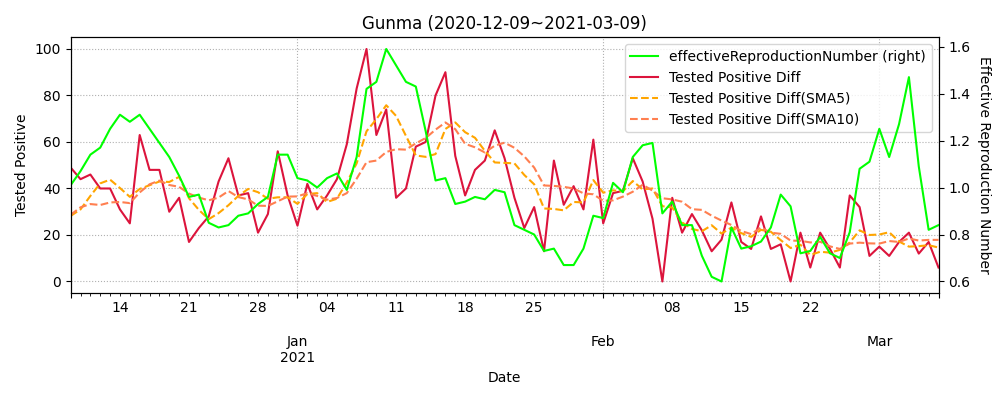 Gunma (2020-12-09~2021-03-09)
effectiveReproductionNumber (right)
Tested Positive Diff
Tested Positive Diff(SMA5)
Tested Positive Diff(SMA10)
Tested Positive
100
80
60
40
20
0
Effective Reproduction Number
1.6
1.4
1.2
1.0
0.8
0.6
14 21 28 04 11 18 25 08 15 22
Jan Feb Mar
2021
Date